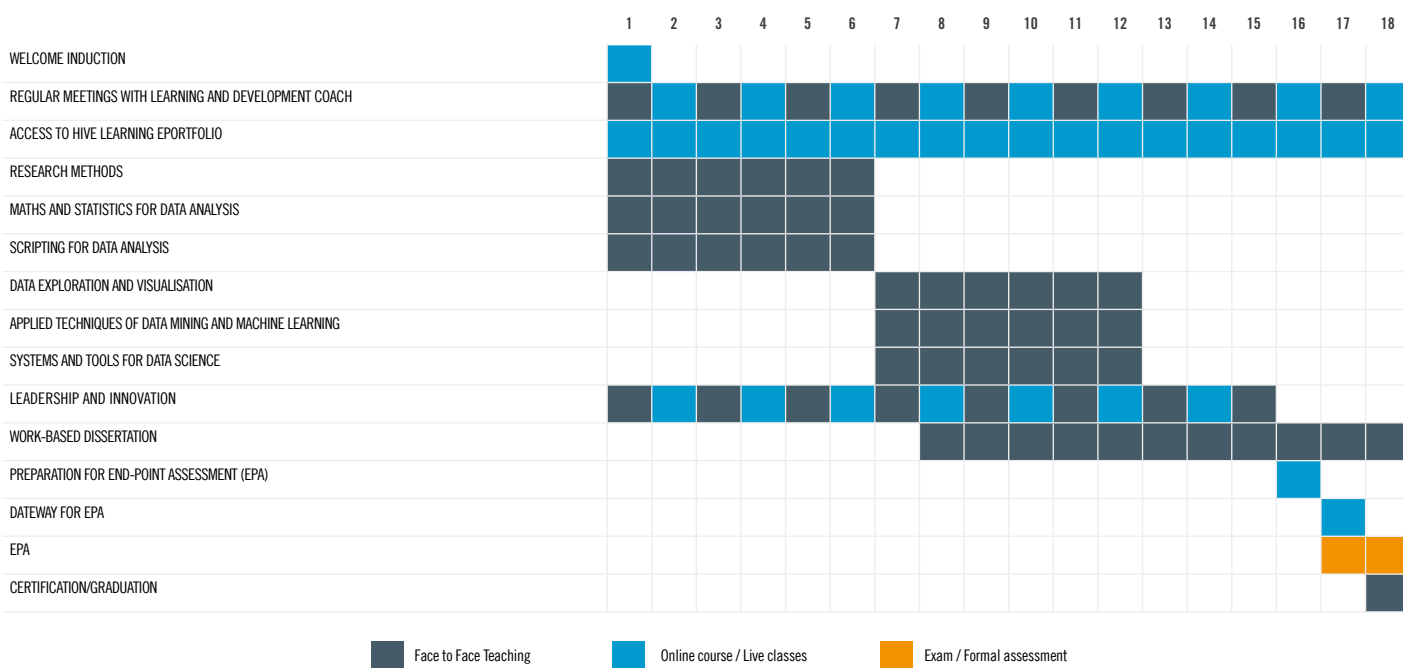 1 2 3 4 5 6 7 8 9 10 11 12 13 14 15 16 17 18
WELCOME INDUCTION
REGULAR MEETINGS WITH LEARNING AND DEVELOPMENT COACH
ACCESS TO HIVE LEARNING EPORTFOLIO
RESEARCH METHODS
MATHS AND STATISTICS FOR DATA ANALYSIS
SCRIPTING FOR DATA ANALYSIS
DATA EXPLORATION AND VISUALISATION
APPLIED TECHNIQUES OF DATA MINING AND MACHINE LEARNING
SYSTEMS AND TOOLS FOR DATA SCIENCE
LEADERSHIP AND INNOVATION
WORK-BASED DISSERTATION
PREPARATION FOR END-POINT ASSESSMENT (EPA)
DATEWAY FOR EPA
EPA
CERTIFICATION/GRADUATION
Face to Face Teaching Online course / Live classes Exam / Formal assessment